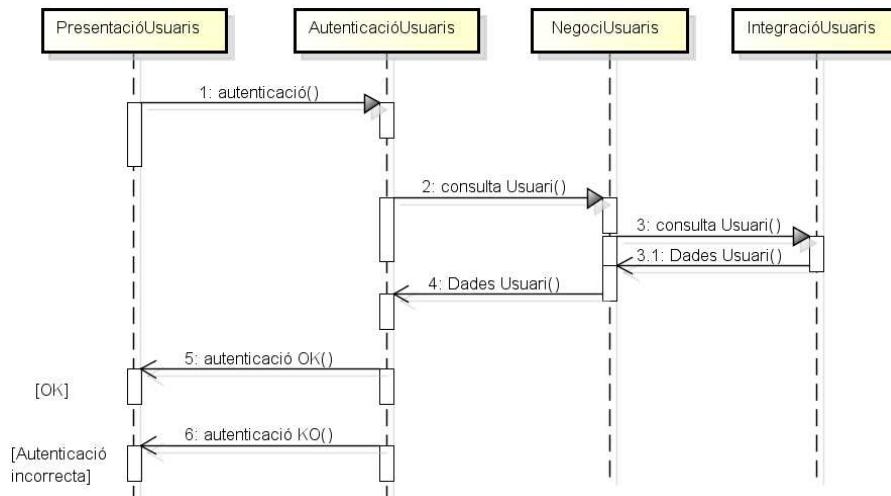 PresentacióUsuaris
AutenticacióUsuaris
NegociUsuaris
IntegracióUsuaris
1: autenticació()
2: consulta Usuari()
3: consulta Usuari()
3.1: Dades Usuari()
4: Dades Usuari()
5: autenticació OK()
[OK]
6: autenticació KO()
[Autenticació
incorrecta]